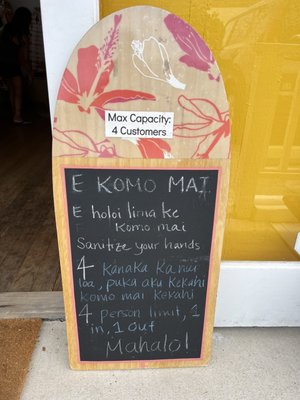 Max Capacity:
4 Customers
E KOMO MAI
E holoi lima ke
E komo mai
Sanitize your hands
4 kanaka ka nui
loa, puka aku kekahi
komo mai kekahi
4 person limit, 1
in, 1 out
Mahalo!